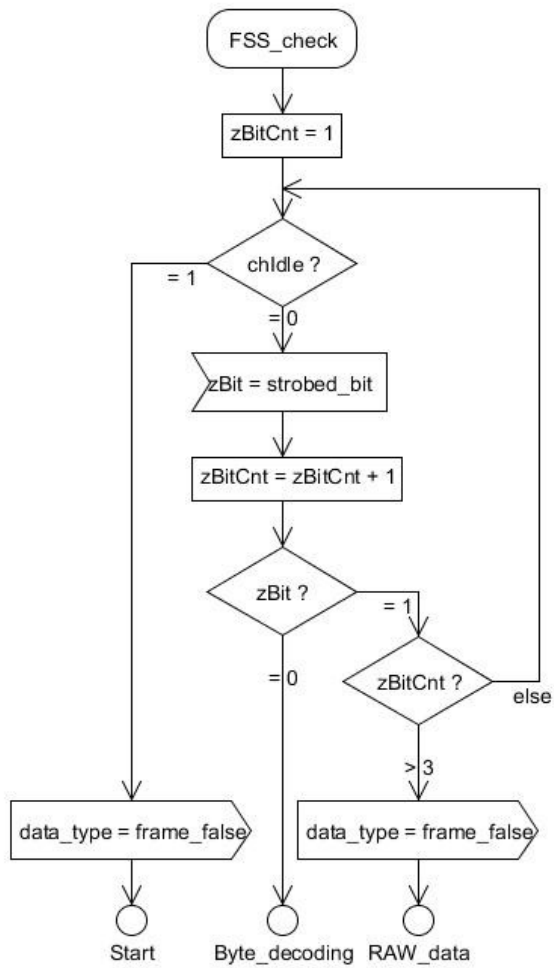 FSS_check
zBitCnt = 1
chIdle ?
= 1
= 0
zBit = strobed_bit
zBitCnt = zBitCnt + 1
zBit ?
= 1
= 0
zBitCnt ?
else
> 3
data_type = frame_false
data_type = frame_false
Start
Byte_decoding
RAW_data